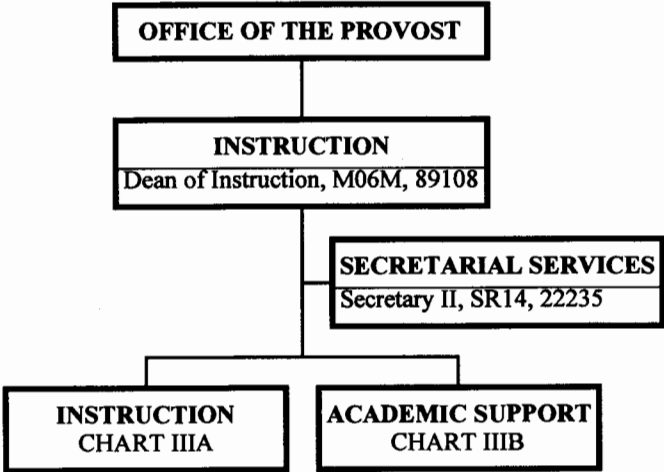 OFFICE OF THE PROVOST
INSTRUCTION
Dean of Instruction, M06M, 89108
SECRETARIAL SERVICES
Secretary II, SR14, 22235
INSTRUCTION
CHART IIIA
ACADEMIC SUPPORT
CHART IIIB